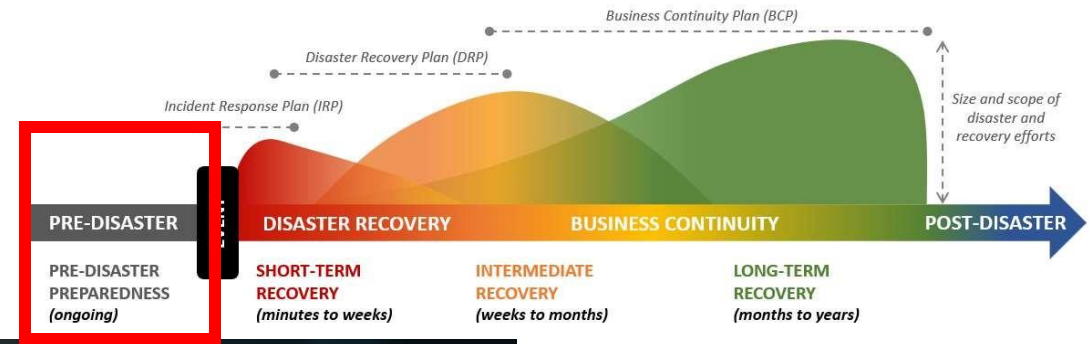 Business Continuity Plan (BCP)
Disaster Recovery Plan (DRP)
Incident Response Plan (IRP)
Size and scope of
disaster and
recovery efforts
PRE-DISASTER
DISASTER RECOVERY
BUSINESS CONTINUITY
POST-DISASTER
PRE-DISASTER
PREPAREDNESS
(ongoing)
SHORT-TERM
RECOVERY
(minutes to weeks)
INTERMEDIATE
RECOVERY
(weeks to months)
LONG-TERM
RECOVERY
(months to years)